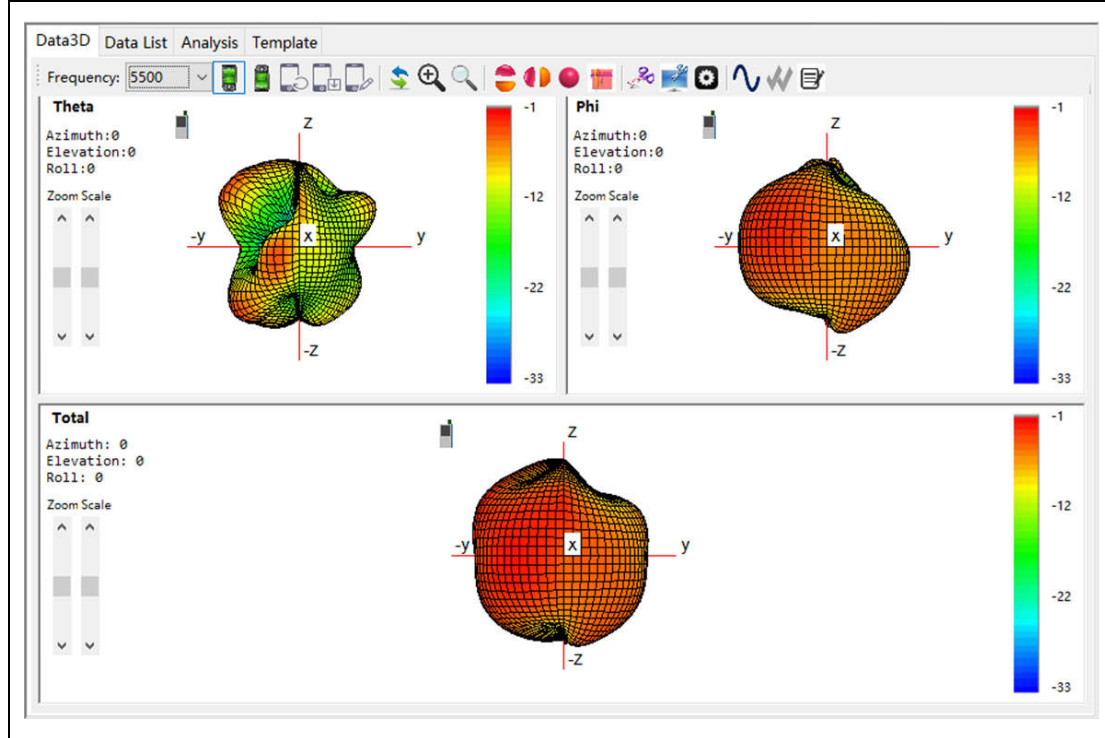 Data3D Data List Analysis Template
Frequency: 5500
Theta
Azimuth:0
Elevation:0
Roll:0
Zoom Scale
Z
-y
x
y
-Z
-1
-12
-22
-33
Phi
Azimuth:0
Elevation:0
Roll:0
Zoom Scale
Z
-y
x
y
-Z
-1
-12
-22
-33
Total
Azimuth: 0
Elevation: 0
Roll: 0
Zoom Scale
Z
-y
x
y
-Z
-1
-12
-22
-33